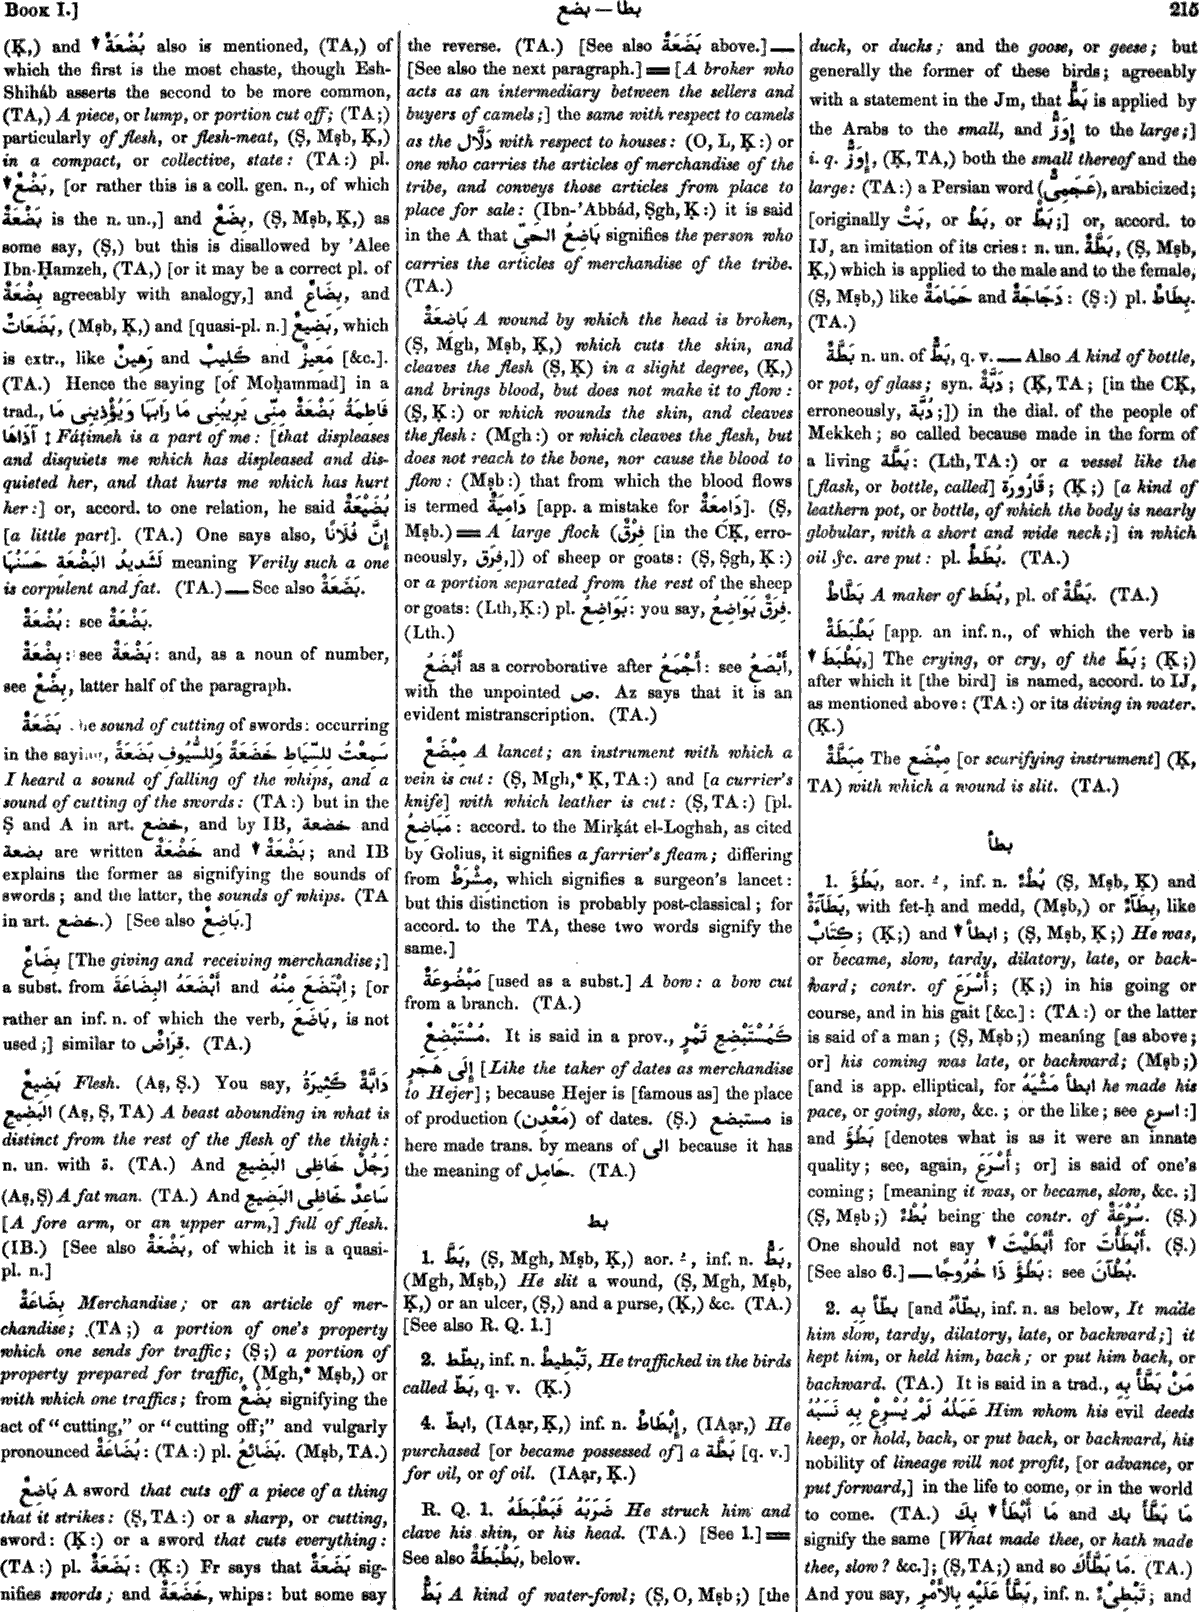 Book I.]
بطا — بضع
215
(Ḳ,) and ▼ بُضْعَةٌ also is mentioned, (TA,) of
which the first is the most chaste, though Esh-
Shiháb asserts the second to be more common,
(TA,) A piece, or lump, or portion cut off; (TA;)
particularly of flesh, or flesh-meat, (Ṣ, Mṣb, Ḳ,)
in a compact, or collective, state: (TA:) pl.
▼ بَضْعٌ, [or rather this is a coll. gen. n., of which
بَضْعَةٌ is the n. un.,] and بِضَعٌ, (Ṣ, Mṣb, Ḳ,) as
some say, (Ṣ,) but this is disallowed by 'Alee
Ibn-Ḥamzeh, (TA,) [or it may be a correct pl. of
بِضْعَةٌ agreeably with analogy,] and بِضَاعٌ, and
بَضَعَاتٌ, (Mṣb, Ḳ,) and [quasi-pl. n.] بَضِيعٌ, which
is extr., like رَهِينٌ and كَلِيبٌ and مَعِيزٌ [&c.].
(TA.) Hence the saying [of Moḥammad] in a
trad., فَاطِمَةُ بَضْعَةٌ مِنِّى يَرِيبُنِى مَا رَابَهَا وَيُؤْذِينِى مَا
آذَاهَا ‡ Fáṭimeh is a part of me: [that displeases
and disquiets me which has displeased and dis-
quieted her, and that hurts me which has hurt
her:] or, accord. to one relation, he said بُضَيْعَةٌ
[a little part]. (TA.) One says also, إِنَّ فُلَانًا
لَشَدِيدُ البَضْعَةِ حَسَنُهَا meaning Verily such a one
is corpulent and fat. (TA.) — See also بَضَعَةٌ.
بُضْعَةٌ: see بَضْعَةٌ.
بِضْعَةٌ: see بَضْعَةٌ: and, as a noun of number,
see بِضْعٌ, latter half of the paragraph.
بَضَعَةٌ he sound of cutting of swords: occurring
in the saying, سَمِعْتُ لِلسِّيَاطِ خَضَعَةً وَلِلسُّيُوفِ بَضَعَةً
I heard a sound of falling of the whips, and a
sound of cutting of the swords: (TA:) but in the
Ṣ and A in art. خضع, and by IB, خضعة and
بضعة are written خَضْعَةٌ and ▼ بَضْعَةٌ; and IB
explains the former as signifying the sounds of
swords; and the latter, the sounds of whips. (TA
in art. خضع.) [See also بَاضِعٌ.]
بِضَاعٌ [The giving and receiving merchandise;]
a subst. from أَبْضَعَهُ البِضَاعَةَ and اِبْتَضَعَ مِنْهُ; [or
rather an inf. n. of which the verb, بَاضَعَ, is not
used;] similar to قِرَاضٌ. (TA.)
بَضِيعٌ Flesh. (Aṣ, Ṣ.) You say, دَابَّةٌ كَثِيرَةُ
البَضِيعِ (Aṣ, Ṣ, TA) A beast abounding in what is
distinct from the rest of the flesh of the thigh:
n. un. with ة. (TA.) And رَجُلٌ خَاظِى البَضِيعِ
(Aṣ, Ṣ) A fat man. (TA.) And سَاعِدٌ خَاظِى البَضِيعِ
[A fore arm, or an upper arm,] full of flesh.
(IB.) [See also بَضْعَةٌ, of which it is a quasi-
pl. n.]
بِضَاعَةٌ Merchandise; or an article of mer-
chandise; (TA;) a portion of one's property
which one sends for traffic; (Ṣ;) a portion of
property prepared for traffic, (Mgh,* Mṣb,) or
with which one traffics; from بَضْعٌ signifying the
act of "cutting," or "cutting off;" and vulgarly
pronounced بُضَاعَةٌ: (TA:) pl. بَضَائِعُ. (Mṣb, TA.)
بَاضِعٌ A sword that cuts off a piece of a thing
that it strikes: (Ṣ, TA:) or a sharp, or cutting,
sword: (Ḳ:) or a sword that cuts everything:
(TA:) pl. بَضَعَةٌ: (Ḳ:) Fr says that بَضَعَةٌ sig-
nifies swords; and خَضَعَةٌ, whips: but some say
the reverse. (TA.) [See also بَضَعَةٌ above.] —
[See also the next paragraph.] = [A broker who
acts as an intermediary between the sellers and
buyers of camels;] the same with respect to camels
as the دَلَّال with respect to houses: (O, L, Ḳ:) or
one who carries the articles of merchandise of the
tribe, and conveys those articles from place to
place for sale: (Ibn-'Abbád, Ṣgh, Ḳ:) it is said
in the A that بَاضِعُ الحَىِّ signifies the person who
carries the articles of merchandise of the tribe.
(TA.)
بَاضِعَةٌ A wound by which the head is broken,
(Ṣ, Mgh, Mṣb, Ḳ,) which cuts the skin, and
cleaves the flesh (Ṣ, Ḳ) in a slight degree, (Ḳ,)
and brings blood, but does not make it to flow:
(Ṣ, Ḳ:) or which wounds the skin, and cleaves
the flesh: (Mgh:) or which cleaves the flesh, but
does not reach to the bone, nor cause the blood to
flow: (Mṣb:) that from which the blood flows
is termed دَامِيَةٌ [app. a mistake for دَامِعَةٌ]. (Ṣ,
Mṣb.) = A large flock (فِرْقٌ [in the CḲ, erro-
neously, فِرَق,]) of sheep or goats: (Ṣ, Ṣgh, Ḳ:)
or a portion separated from the rest of the sheep
or goats: (Lth, Ḳ:) pl. بَوَاضِعُ: you say, فِرَقٌ بَوَاضِعُ.
(Lth.)
أَبْضَعُ as a corroborative after أَجْمَعُ: see أَبْصَعُ,
with the unpointed ص. Az says that it is an
evident mistranscription. (TA.)
مِبْضَعٌ A lancet; an instrument with which a
vein is cut: (Ṣ, Mgh,* Ḳ, TA:) and [a currier's
knife] with which leather is cut: (Ṣ, TA:) [pl.
مَبَاضِعُ: accord. to the Mirḳát el-Loghah, as cited
by Golius, it signifies a farrier's fleam; differing
from مِشْرَطٌ, which signifies a surgeon's lancet:
but this distinction is probably post-classical; for
accord. to the TA, these two words signify the
same.]
مَبْضُوعَةٌ [used as a subst.] A bow: a bow cut
from a branch. (TA.)
مُسْتَبْضِعٌ. It is said in a prov., كَمُسْتَبْضِعِ تَمْرٍ
إِلَى هَجَرٍ [Like the taker of dates as merchandise
to Hejer]; because Hejer is [famous as] the place
of production (مَعْدِن) of dates. (Ṣ.) مستبضع is
here made trans. by means of الى because it has
the meaning of حَامِل. (TA.)
بط
1. بَطَّ, (Ṣ, Mgh, Mṣb, Ḳ,) aor. ـُ, inf. n. بَطٌّ,
(Mgh, Mṣb,) He slit a wound, (Ṣ, Mgh, Mṣb,
Ḳ,) or an ulcer, (Ṣ,) and a purse, (Ḳ,) &c. (TA.)
[See also R. Q. 1.]
2. بطّط, inf. n. تَبْطِيطٌ, He trafficked in the birds
called بَطّ, q. v. (Ḳ.)
4. ابطّ, (IAạr, Ḳ,) inf. n. إِبْطَاطٌ, (IAạr,) He
purchased [or became possessed of] a بَطَّة [q. v.]
for oil, or of oil. (IAạr, Ḳ.)
R. Q. 1. ضَرَبَهُ فَبَطْبَطَهُ He struck him and
clave his skin, or his head. (TA.) [See 1.] =
See also بَطْبَطَةٌ, below.
بَطٌّ A kind of water-fowl; (Ṣ, O, Mṣb;) [the
duck, or ducks; and the goose, or geese; but
generally the former of these birds; agreeably
with a statement in the Jm, that بَطٌّ is applied by
the Arabs to the small, and إِوَزٌّ to the large;]
i. q. إِوَزٌّ, (Ḳ, TA,) both the small thereof and the
large: (TA:) a Persian word (عَجَمِىٌّ), arabicized;
[originally بَتْ, or بَطْ, or بَطّ;] or, accord. to
IJ, an imitation of its cries: n. un. بَطَّةٌ, (Ṣ, Mṣb,
Ḳ,) which is applied to the male and to the female,
(Ṣ, Mṣb,) like حَمَامَةٌ and دَجَاجَةٌ: (Ṣ:) pl. بِطَاطٌ.
(TA.)
بَطَّةٌ n. un. of بَطٌّ, q. v. — Also A kind of bottle,
or pot, of glass; syn. دَبَّةٌ; (Ḳ, TA; [in the CḲ,
erroneously, دُبَّة;]) in the dial. of the people of
Mekkeh; so called because made in the form of
a living بَطَّة: (Lth, TA:) or a vessel like the
[flask, or bottle, called] قَارُورَة; (Ḳ;) [a kind of
leathern pot, or bottle, of which the body is nearly
globular, with a short and wide neck;] in which
oil &c. are put: pl. بُطَطٌ. (TA.)
بَطَّاطٌ A maker of بُطَط, pl. of بَطَّةٌ. (TA.)
بَطْبَطَةٌ [app. an inf. n., of which the verb is
▼ بَطْبَطَ,] The crying, or cry, of the بَطّ; (Ḳ;)
after which it [the bird] is named, accord. to IJ,
as mentioned above: (TA:) or its diving in water.
(Ḳ.)
مِبَطَّةٌ The مِبْضَع [or scarifying instrument] (Ḳ,
TA) with which a wound is slit. (TA.)
بطأ
1. بَطُؤَ, aor. ـُ, inf. n. بُطْءٌ (Ṣ, Mṣb, Ḳ) and
بَطَآءَةٌ, with fet-ḥ and medd, (Mṣb,) or بِطَآءٌ, like
كِتَابٌ; (Ḳ;) and ▼ ابطأ; (Ṣ, Mṣb, Ḳ;) He was,
or became, slow, tardy, dilatory, late, or back-
ward; contr. of أَسْرَعَ; (Ḳ;) in his going or
course, and in his gait [&c.]: (TA:) or the latter
is said of a man; (Ṣ, Mṣb;) meaning [as above;
or] his coming was late, or backward; (Mṣb;)
[and is app. elliptical, for ابطأ مَشْيَهُ he made his
pace, or going, slow, &c.; or the like; see اسرع:]
and بَطُؤَ [denotes what is as it were an innate
quality; see, again, أَسْرَعَ; or] is said of one's
coming; [meaning it was, or became, slow, &c.;]
(Ṣ, Mṣb;) بُطْءٌ being the contr. of سُرْعَةٌ. (Ṣ.)
One should not say ▼ أَبْطَيْتَ for أَبْطَأْتَ. (Ṣ.)
[See also 6.] — بَطُؤَ ذَا خُرُوجًا: see بُطْآنَ.
2. بطّأ بِهِ [and بطّأهُ, inf. n. as below, It made
him slow, tardy, dilatory, late, or backward;] it
kept him, or held him, back; or put him back, or
backward. (TA.) It is said in a trad., مَنْ بَطَّأَ بِهِ
عَمَلُهُ لَمْ يُسْرِعْ بِهِ نَسَبُهُ Him whom his evil deeds
keep, or hold, back, or put back, or backward, his
nobility of lineage will not profit, [or advance, or
put forward,] in the life to come, or in the world
to come. (TA.) مَا بَطَّأَ بِكَ and مَا ▼ أَبْطَأَ بِكَ
signify the same [What made thee, or hath made
thee, slow? &c.]; (Ṣ, TA;) and so مَا بَطَّأَكَ. (TA.)
And you say, بَطَّأَ عَلَيْهِ بِالأَمْرِ, inf. n. تَبْطِىْءٌ; and